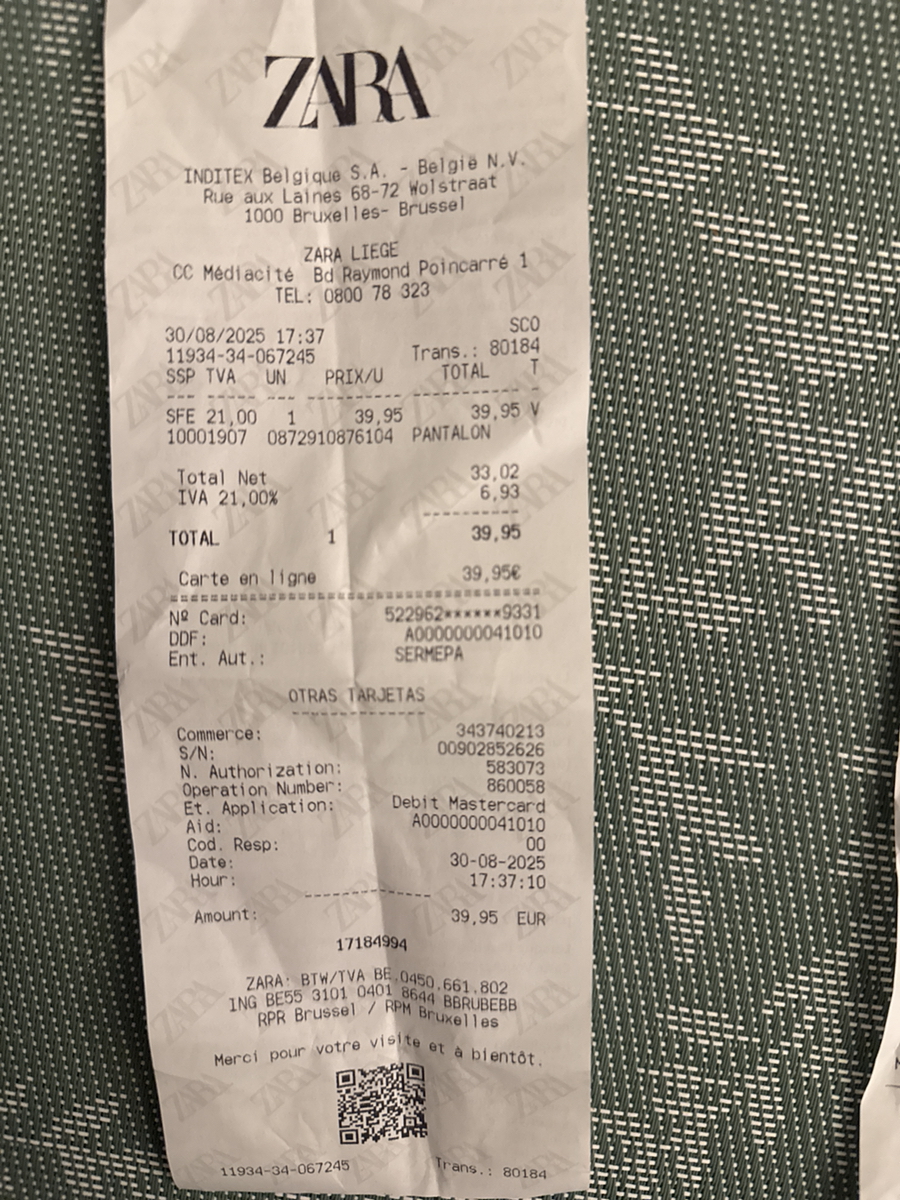 ZARA
INDITEX Belgique S.A. - België N.V.
Rue aux Laines 68-72 Wolstraat
1000 Bruxelles- Brussel
ZARA LIEGE
CC Médiacité Bd Raymond Poincarré 1
TEL: 0800 78 323
30/08/2025 17:37 SCO
11934-34-067245 Trans.: 80184
SSP TVA UN PRIX/U TOTAL T
SFE 21,00 1 39,95 39,95 V
10001907 0872910876104 PANTALON
Total Net 33,02
IVA 21,00% 6,93
TOTAL 1 39,95
Carte en ligne 39,95€
Nº Card: 522962******9331
DDF: A0000000041010
Ent. Aut.: SERMEPA
OTRAS TARJETAS
Commerce: 343740213
S/N: 00902852626
N. Authorization: 583073
Operation Number: 860058
Et. Application: Debit Mastercard
Aid: A0000000041010
Cod. Resp: 00
Date: 30-08-2025
Hour: 17:37:10
Amount: 39,95 EUR
17184994
ZARA: BTW/TVA BE.0450.661.802
ING BE55 3101 0401 8644 BBRUBEBB
RPR Brussel / RPM Bruxelles
Merci pour votre visite et à bientôt.
11934-34-067245 Trans.: 80184